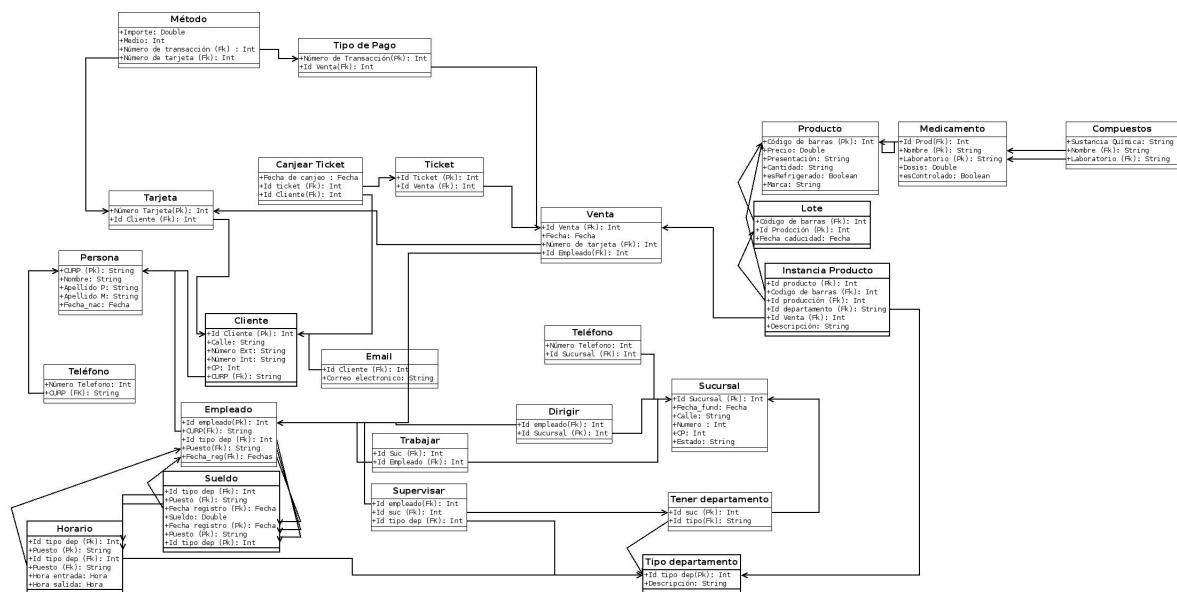 Método
+Importe: Double
+Medio: Int
+Número de transacción (Fk) : Int
+Número de tarjeta (Fk): Int
Tipo de Pago
+Número de Transacción(Pk): Int
+Id Venta(Fk): Int
Producto
+Código de barras (Pk): Int
+Precio: Double
+Presentación: String
+Cantidad: String
+esRefrigerado: Boolean
+Marca: String
Medicamento
+Id Prod(Fk): Int
+Nombre (Pk): String
+Laboratorio (Pk): String
+Dosis: Double
+esControlado: Boolean
Compuestos
+Sustancia Química: String
+Nombre (Fk): String
+Laboratorio (Fk): String
Canjear Ticket
+Fecha de canjeo : Fecha
+Id ticket (Fk): Int
+Id Cliente(Fk): Int
Ticket
+Id Ticket (Pk): Int
+Id Venta (Fk): Int
Tarjeta
+Número Tarjeta(Pk): Int
+Id Cliente (Fk): Int
Venta
+Id Venta (Pk): Int
+Fecha: Fecha
+Número de tarjeta (Fk): Int
+Id Empleado(Fk): Int
Lote
+Código de barras (Fk): Int
+Id Prodcción (Pk): Int
+Fecha caducidad: Fecha
Persona
+CURP (Pk): String
+Nombre: String
+Apellido P: String
+Apellido M: String
+Fecha_nac: Fecha
Instancia Producto
+Id producto (Pk): Int
+Codigo de barras (Fk): Int
+Id producción (Fk): Int
+Id departamento (Fk): String
+Id Venta (Fk): Int
+Descripción: String
Cliente
+Id Cliente (Pk): Int
+Calle: String
+Número Ext: String
+Número Int: String
+CP: Int
+CURP (Fk): String
Teléfono
+Número Telefono: Int
+Id Sucursal (FK): Int
Email
+Id Cliente (Fk): Int
+Correo electronico: String
Teléfono
+Número Telefono: Int
+CURP (FK): String
Sucursal
+Id Sucursal (Pk): Int
+Fecha_fund: Fecha
+Calle: String
+Numero : Int
+CP: Int
+Estado: String
Empleado
+Id empleado(Pk): Int
+CURP(Fk): String
+Id tipo dep (Fk): Int
+Puesto(Fk): String
+Fecha_reg(Fk): Fechas
Dirigir
+Id empleado(Fk): Int
+Id Sucursal (FK): Int
Trabajar
+Id Suc (Fk): Int
+Id Empleado (Fk): Int
Sueldo
+Id tipo dep (Fk): Int
+Puesto (Fk): String
+Fecha registro (Fk): Fecha
+Sueldo: Double
+Fecha registro (Pk): Fecha
+Puesto (Pk): String
+Id tipo dep (Pk): Int
Supervisar
+Id empleado(Fk): Int
+Id suc (Fk): Int
+Id tipo dep (Fk): Int
Tener departamento
+Id suc (Pk): Int
+Id tipo(Fk): String
Horario
+Id tipo dep (Pk): Int
+Puesto (Pk): String
+Id tipo dep (Fk): Int
+Puesto (Fk): String
+Hora entrada: Hora
+Hora salida: Hora
Tipo departamento
+Id tipo dep(Pk): Int
+Descripción: String